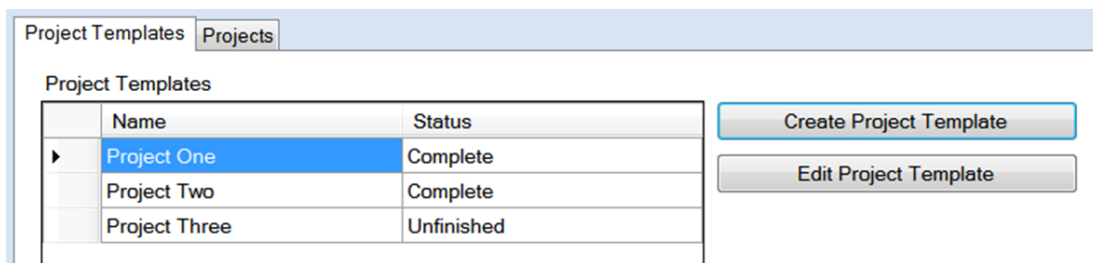 Project Templates Projects
Project Templates
Name Status
Create Project Template
Project One Complete
Edit Project Template
Project Two Complete
Project Three Unfinished